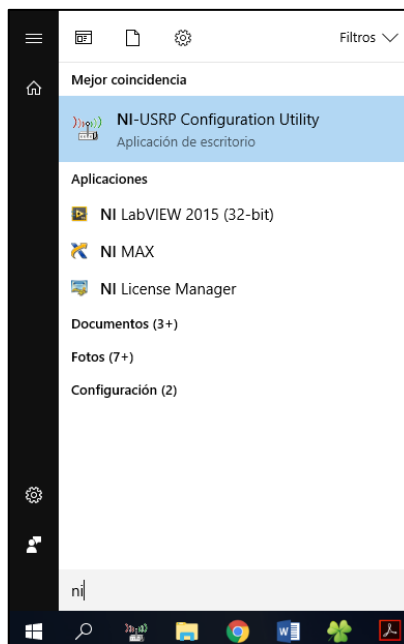 Filtros
Mejor coincidencia
NI-USRP Configuration Utility
Aplicación de escritorio
Aplicaciones
NI LabVIEW 2015 (32-bit)
NI MAX
NI License Manager
Documentos (3+)
Fotos (7+)
Configuración (2)
ni